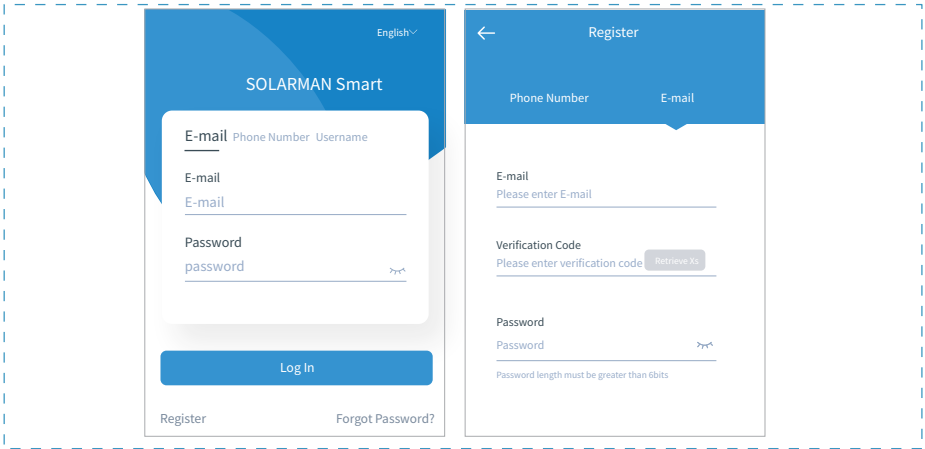 English
SOLARMAN Smart
E-mail Phone Number Username
E-mail
E-mail
Password
password
Log In
Register Forgot Password?
Register
Phone Number E-mail
E-mail
Please enter E-mail
Verification Code
Please enter verification code Retrieve Xs
Password
Password
Password length must be greater than 6bits